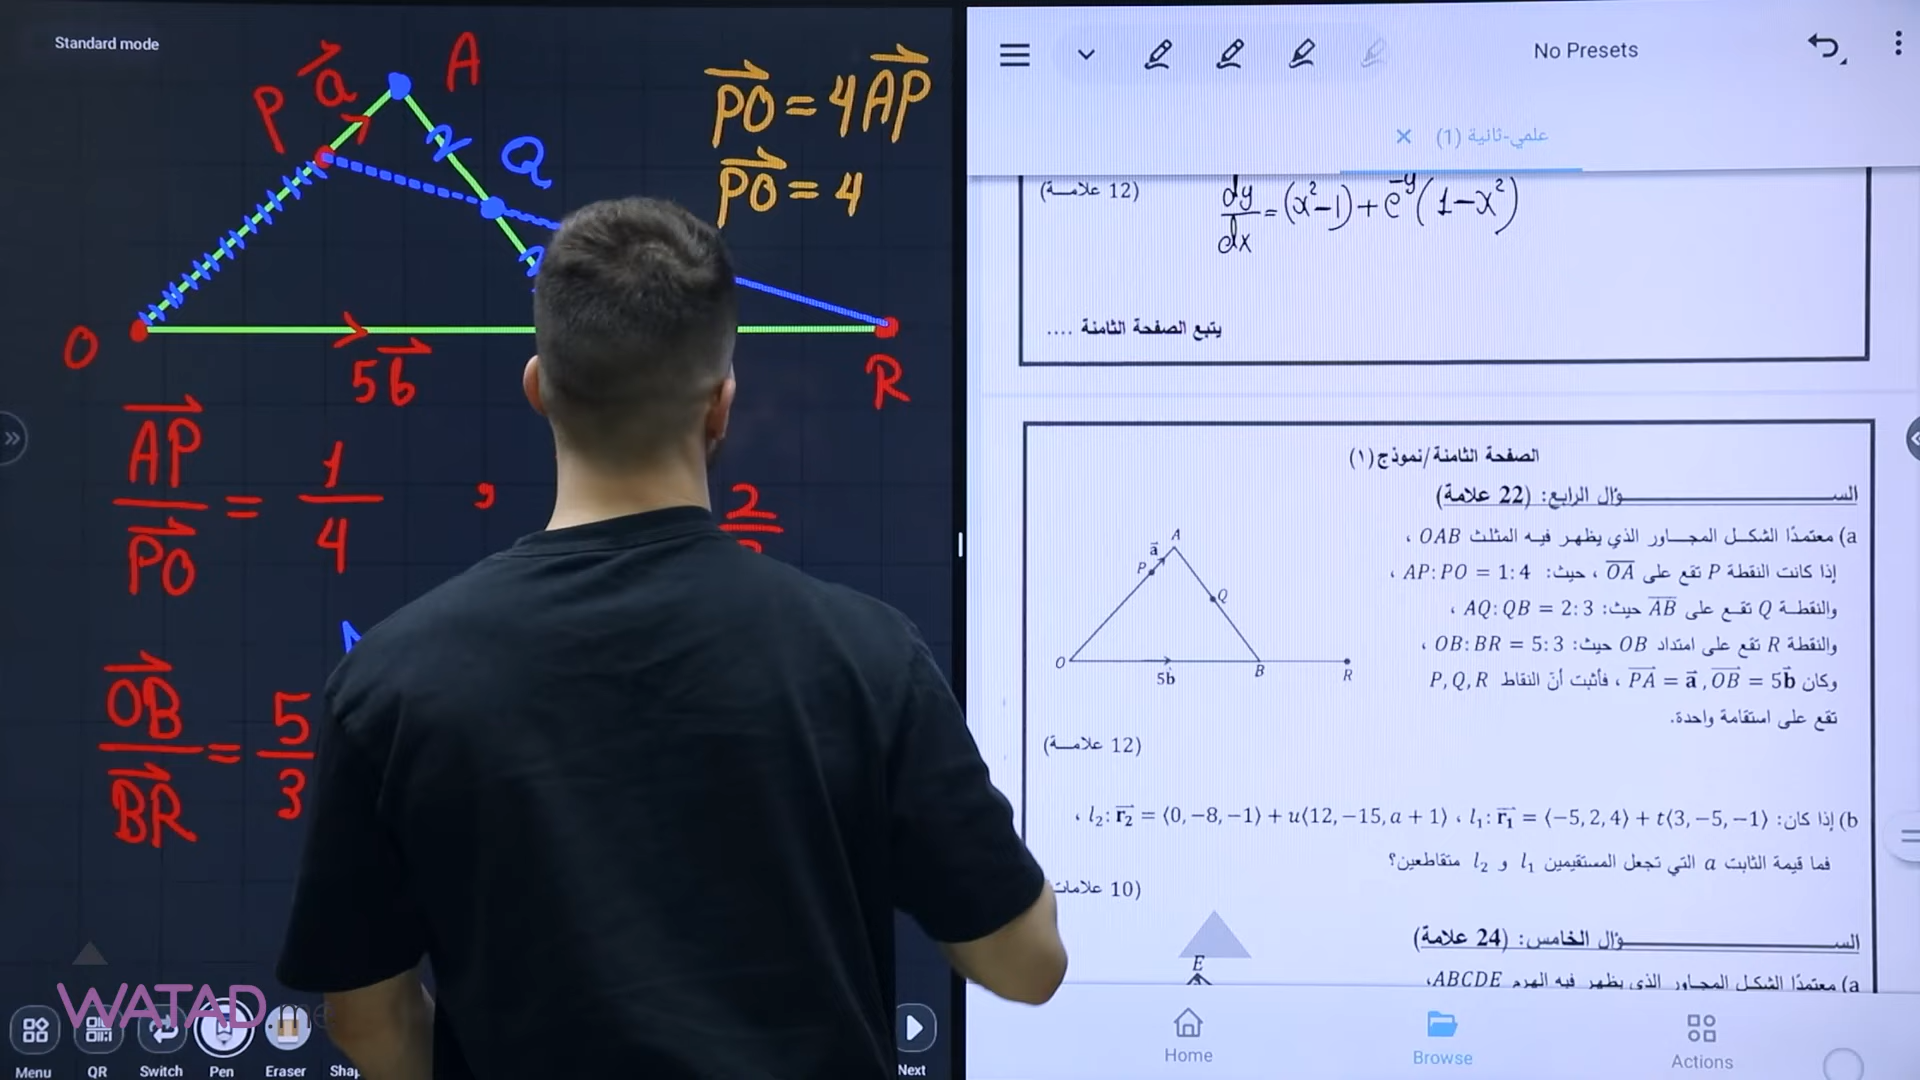 Standard mode
P
a
A
Q
O
5b
R
PO = 4AP
PO = 4
AP
PO
=
1
4
,
2
OB
BR
=
5
3
WATAD.me
Menu
QR
Switch
Pen
Eraser
Next
No Presets
علمي-ثانية (1)
(12 علامة)
dy/dx = (x²-1) + e⁻ʸ(1-x²)
يتبع الصفحة الثامنة ....
الصفحة الثامنة/نموذج(١)
الســـــؤال الرابع: (22 علامة)
a) معتمدًا الشكل المجاور الذي يظهر فيه المثلث OAB ،
إذا كانت النقطة P تقع على OA ، حيث: AP: PO = 1: 4 ،
والنقطة Q تقع على AB حيث: AQ: QB = 2: 3 ،
والنقطة R تقع على امتداد OB حيث: OB: BR = 5: 3 ،
وكان PA = a , OB = 5b ، فأثبت أنّ النقاط P, Q, R
تقع على استقامة واحدة.
A
a
P
Q
O
5b
B
R
(12 علامة)
b) إذا كان: l₁: r₁ = ⟨−5, 2, 4⟩ + t⟨3, −5, −1⟩ ، l₂: r₂ = ⟨0, −8, −1⟩ + u⟨12, −15, a + 1⟩ ،
فما قيمة الثابت a التي تجعل المستقيمين l₁ و l₂ متقاطعين؟
(10 علامات
الســـــؤال الخامس: (24 علامة)
a) معتمدًا الشكل المجاور الذي يظهر فيه الهرم ABCDE،
E
Home
Browse
Actions